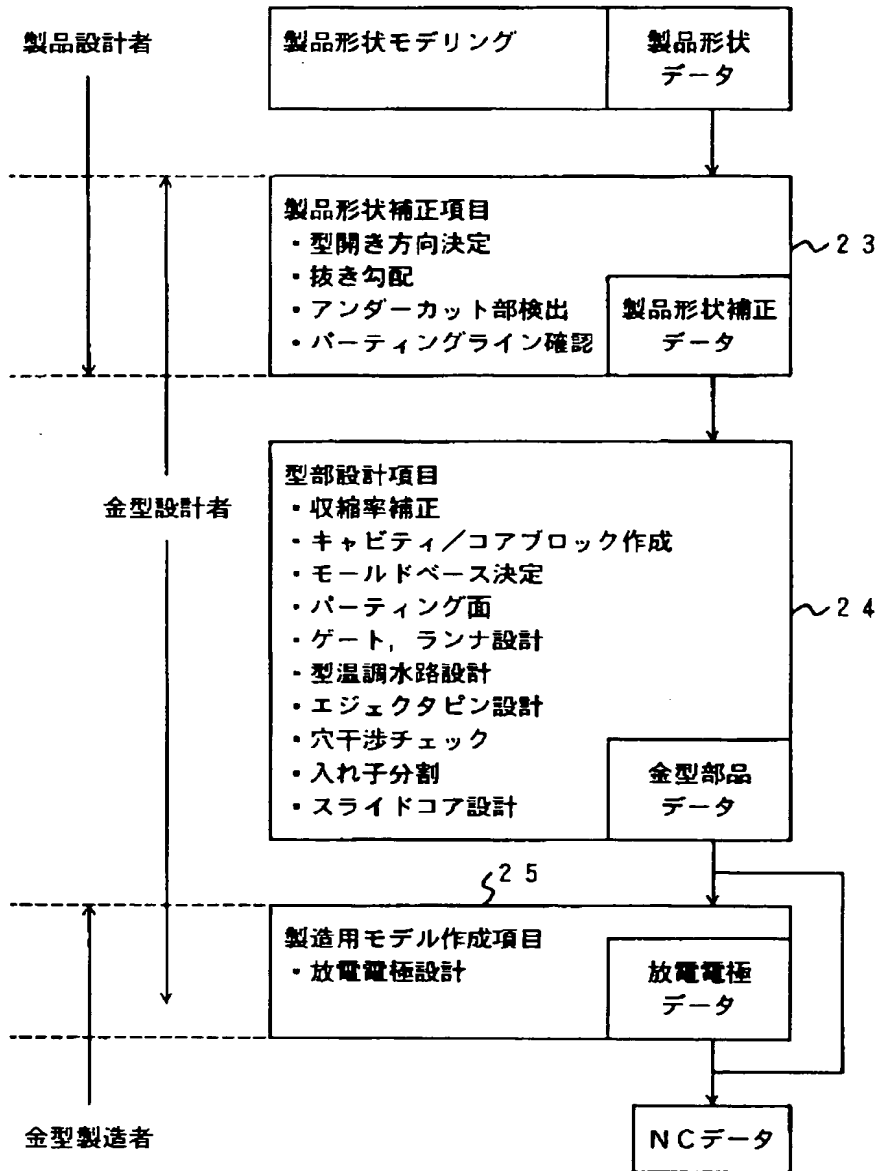 製品設計者
製品形状モデリング
製品形状
データ
製品形状補正項目
・型開き方向決定
・抜き勾配
・アンダーカット部検出
・パーティングライン確認
製品形状補正
データ
23
金型設計者
型部設計項目
・収縮率補正
・キャビティ／コアブロック作成
・モールドベース決定
・パーティング面
・ゲート，ランナ設計
・型温調水路設計
・エジェクタピン設計
・穴干渉チェック
・入れ子分割
・スライドコア設計
金型部品
データ
24
25
製造用モデル作成項目
・放電電極設計
放電電極
データ
金型製造者
NCデータ